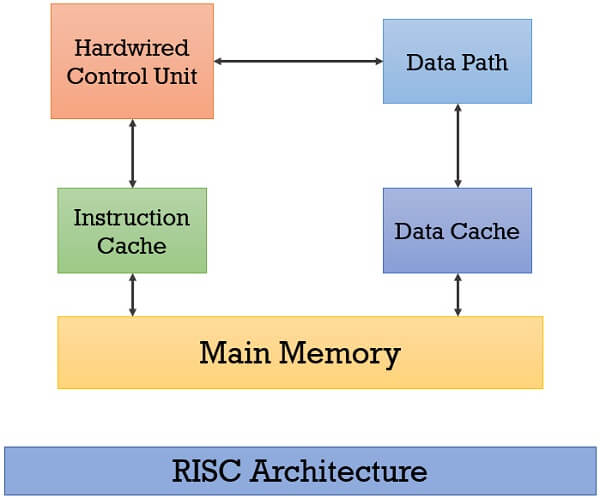 Hardwired
Control Unit
Data Path
Instruction
Cache
Data Cache
Main Memory
RISC Architecture